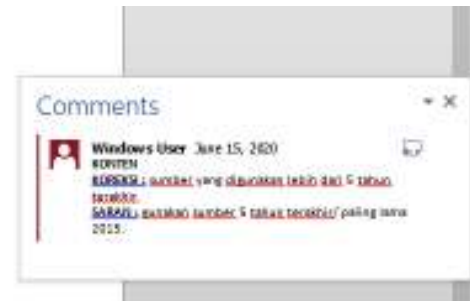 Comments
Windows User June 15, 2020
KONTEN
KOREKSI : sumber yang digunakan lebih dari 5 tahun
terakhir.
SARAN : gunakan sumber 5 tahun terakhir/ paling lama
2015.